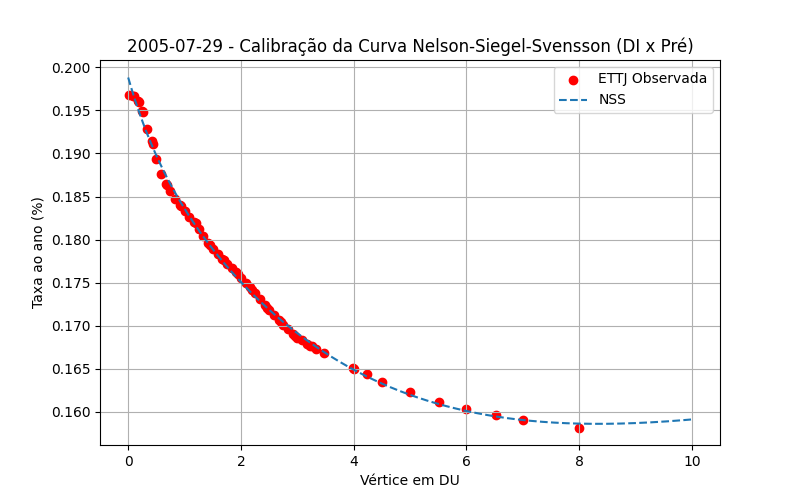 2005-07-29 - Calibração da Curva Nelson-Siegel-Svensson (DI x Pré)
ETTJ Observada
NSS
Taxa ao ano (%)
0.200
0.195
0.190
0.185
0.180
0.175
0.170
0.165
0.160
0 2 4 6 8 10
Vértice em DU